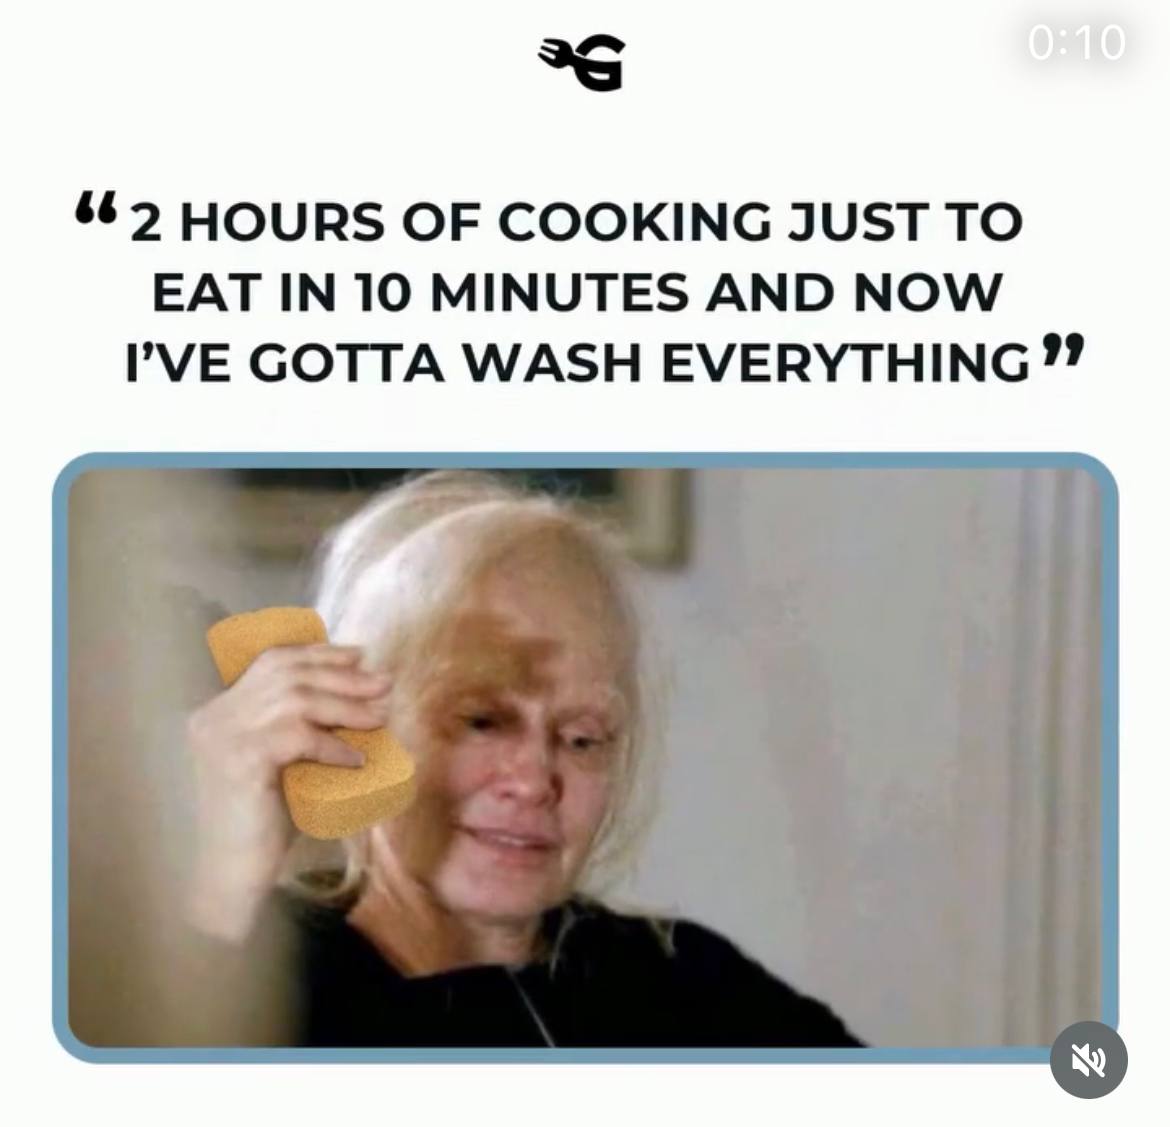 G
0:10
“2 HOURS OF COOKING JUST TO
EAT IN 10 MINUTES AND NOW
I’VE GOTTA WASH EVERYTHING”